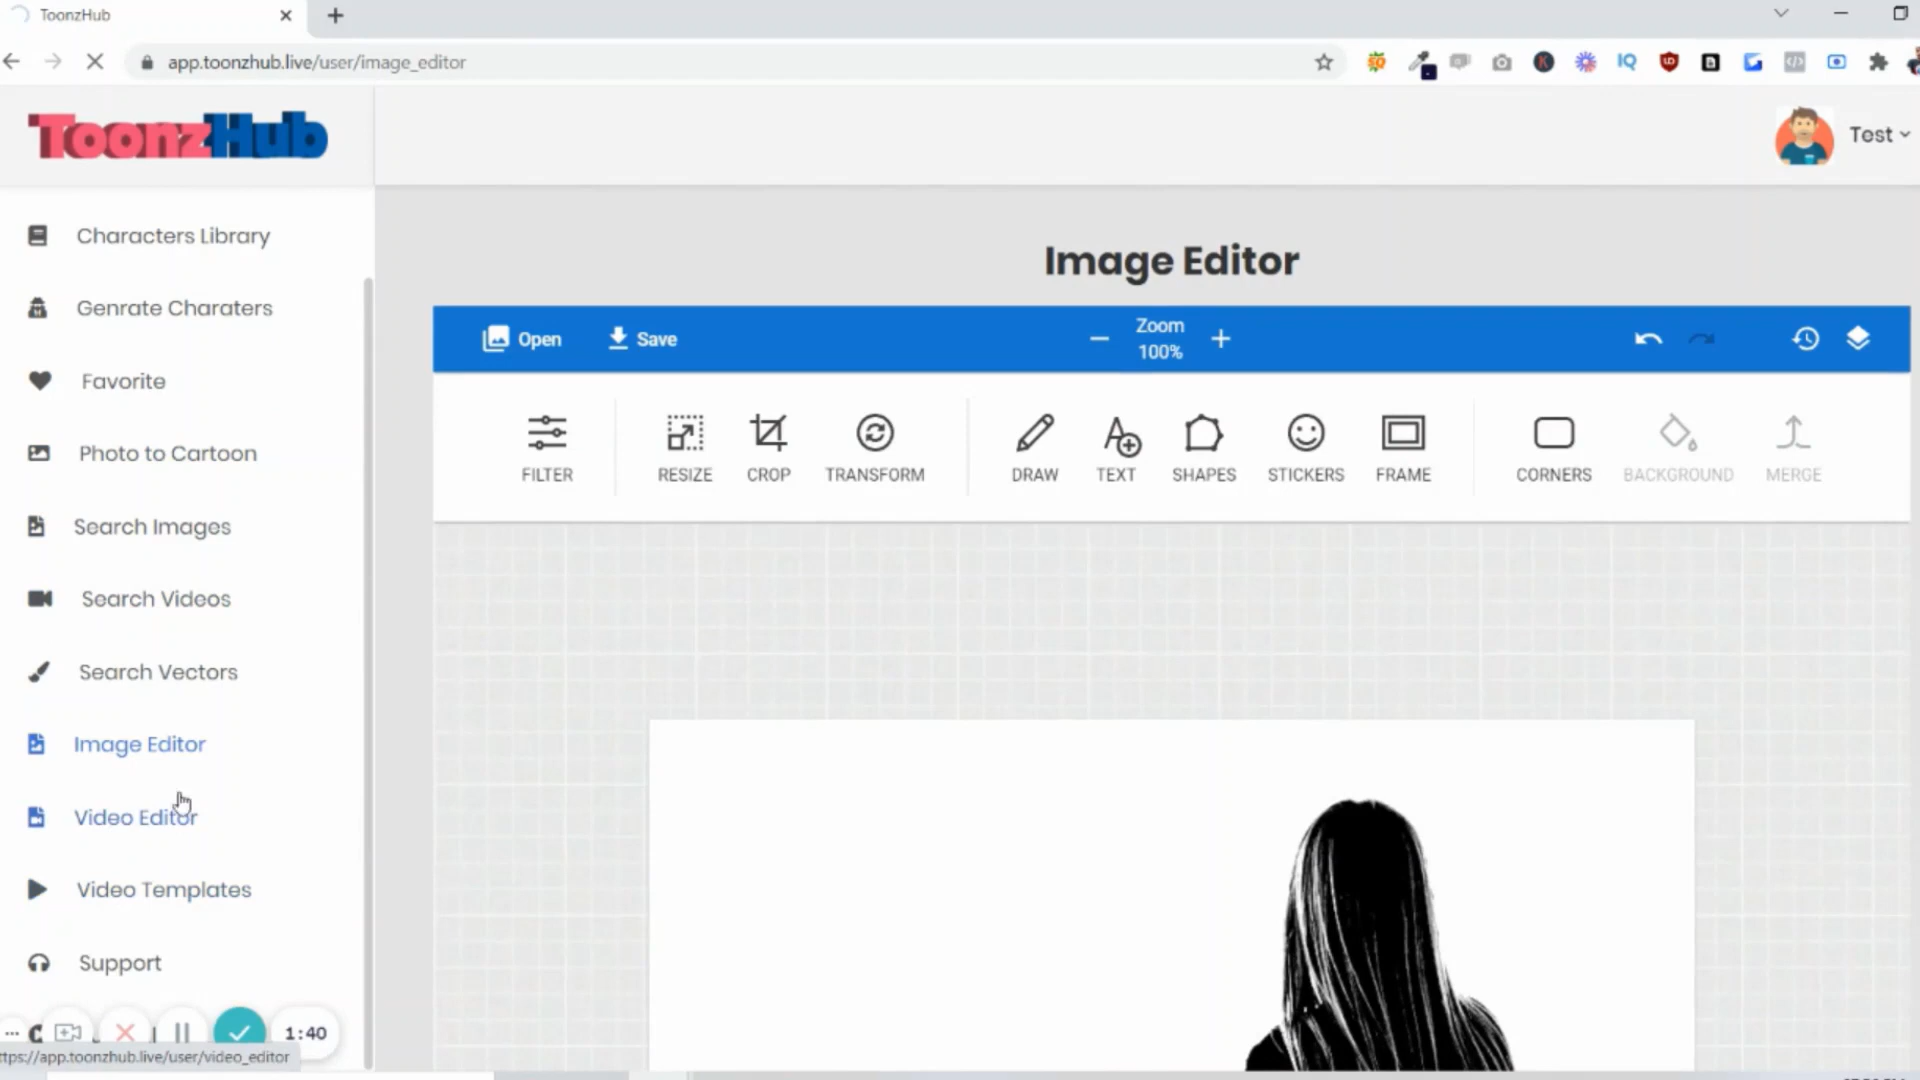 ToonzHub
app.toonzhub.live/user/image_editor
ToonzHub
Test
Characters Library
Genrate Charaters
Favorite
Photo to Cartoon
Search Images
Search Videos
Search Vectors
Image Editor
Video Editor
Video Templates
Support
1:40
ttps://app.toonzhub.live/user/video_editor
Image Editor
Open
Save
Zoom
100%
FILTER
RESIZE
CROP
TRANSFORM
DRAW
TEXT
SHAPES
STICKERS
FRAME
CORNERS
BACKGROUND
MERGE